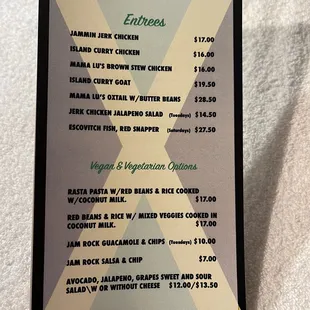 Entrees
JAMMIN JERK CHICKEN $17.00
ISLAND CURRY CHICKEN $16.00
MAMA LU'S BROWN STEW CHICKEN $16.00
ISLAND CURRY GOAT $19.50
MAMA LU'S OXTAIL W/BUTTER BEANS $28.50
JERK CHICKEN JALAPENO SALAD (Tuesdays) $14.50
ESCOVITCH FISH, RED SNAPPER (Saturdays) $27.50
Vegan & Vegetarian Options
RASTA PASTA W/RED BEANS & RICE COOKED
W/COCONUT MILK. $17.00
RED BEANS & RICE W/ MIXED VEGGIES COOKED IN
COCONUT MILK. $17.00
JAM ROCK GUACAMOLE & CHIPS (Tuesdays) $10.00
JAM ROCK SALSA & CHIP $7.00
AVOCADO, JALAPENO, GRAPES SWEET AND SOUR
SALAD\W OR WITHOUT CHEESE $12.00/$13.50